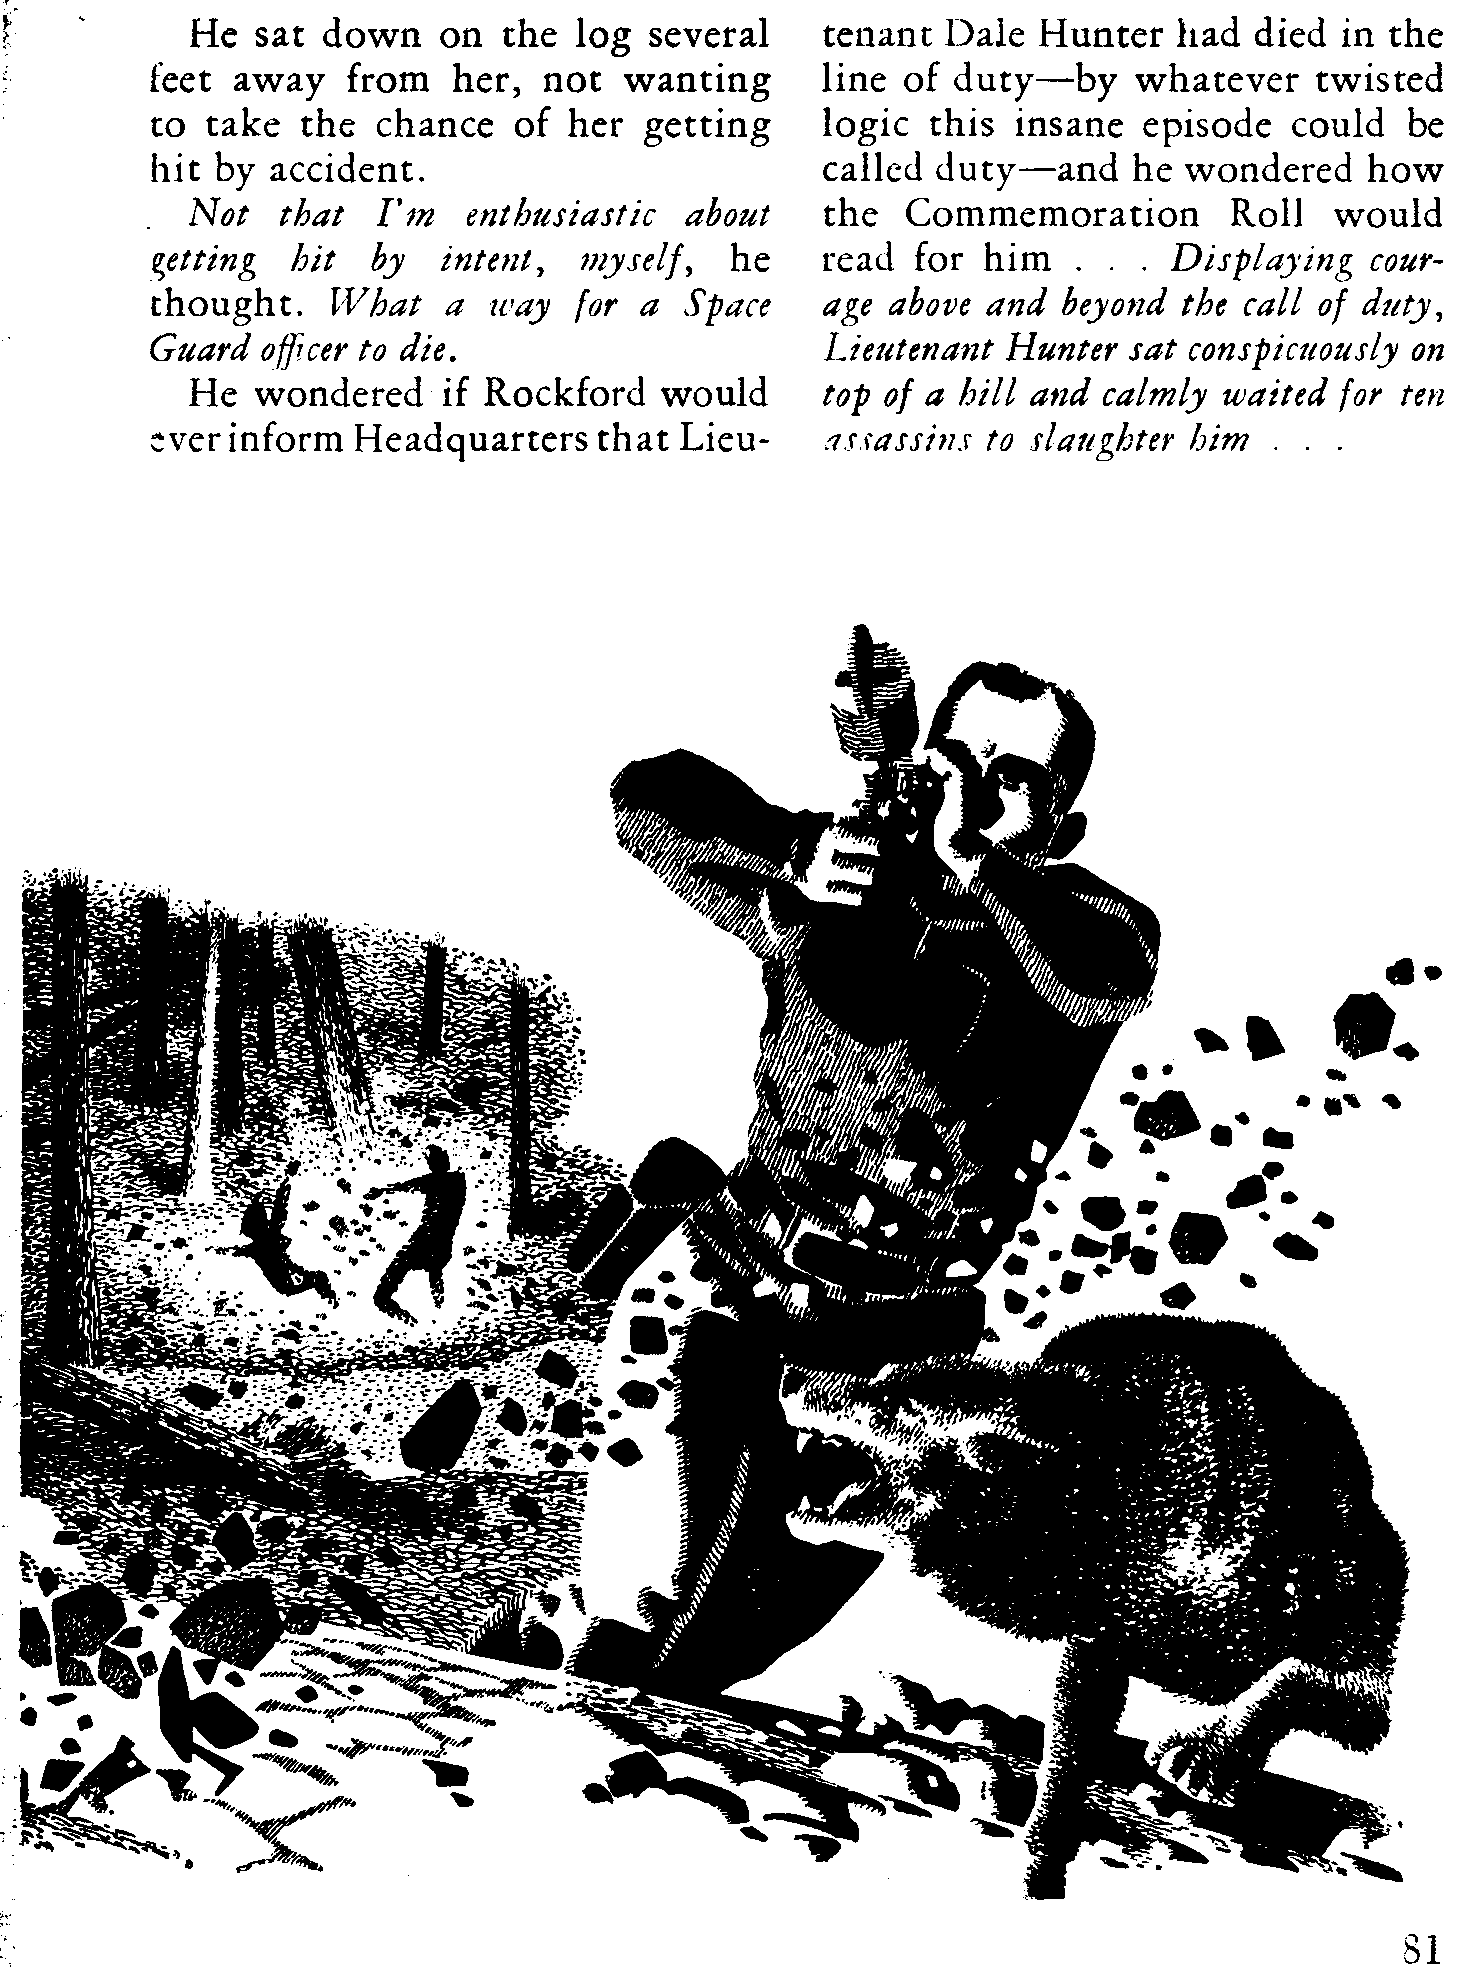 He sat down on the log several
feet away from her, not wanting
to take the chance of her getting
hit by accident.
Not that I'm enthusiastic about
getting hit by intent, myself, he
thought. What a way for a Space
Guard officer to die.
He wondered if Rockford would
ever inform Headquarters that Lieu-
tenant Dale Hunter had died in the
line of duty—by whatever twisted
logic this insane episode could be
called duty—and he wondered how
the Commemoration Roll would
read for him . . . Displaying cour-
age above and beyond the call of duty,
Lieutenant Hunter sat conspicuously on
top of a hill and calmly waited for ten
assassins to slaughter him . . .
81